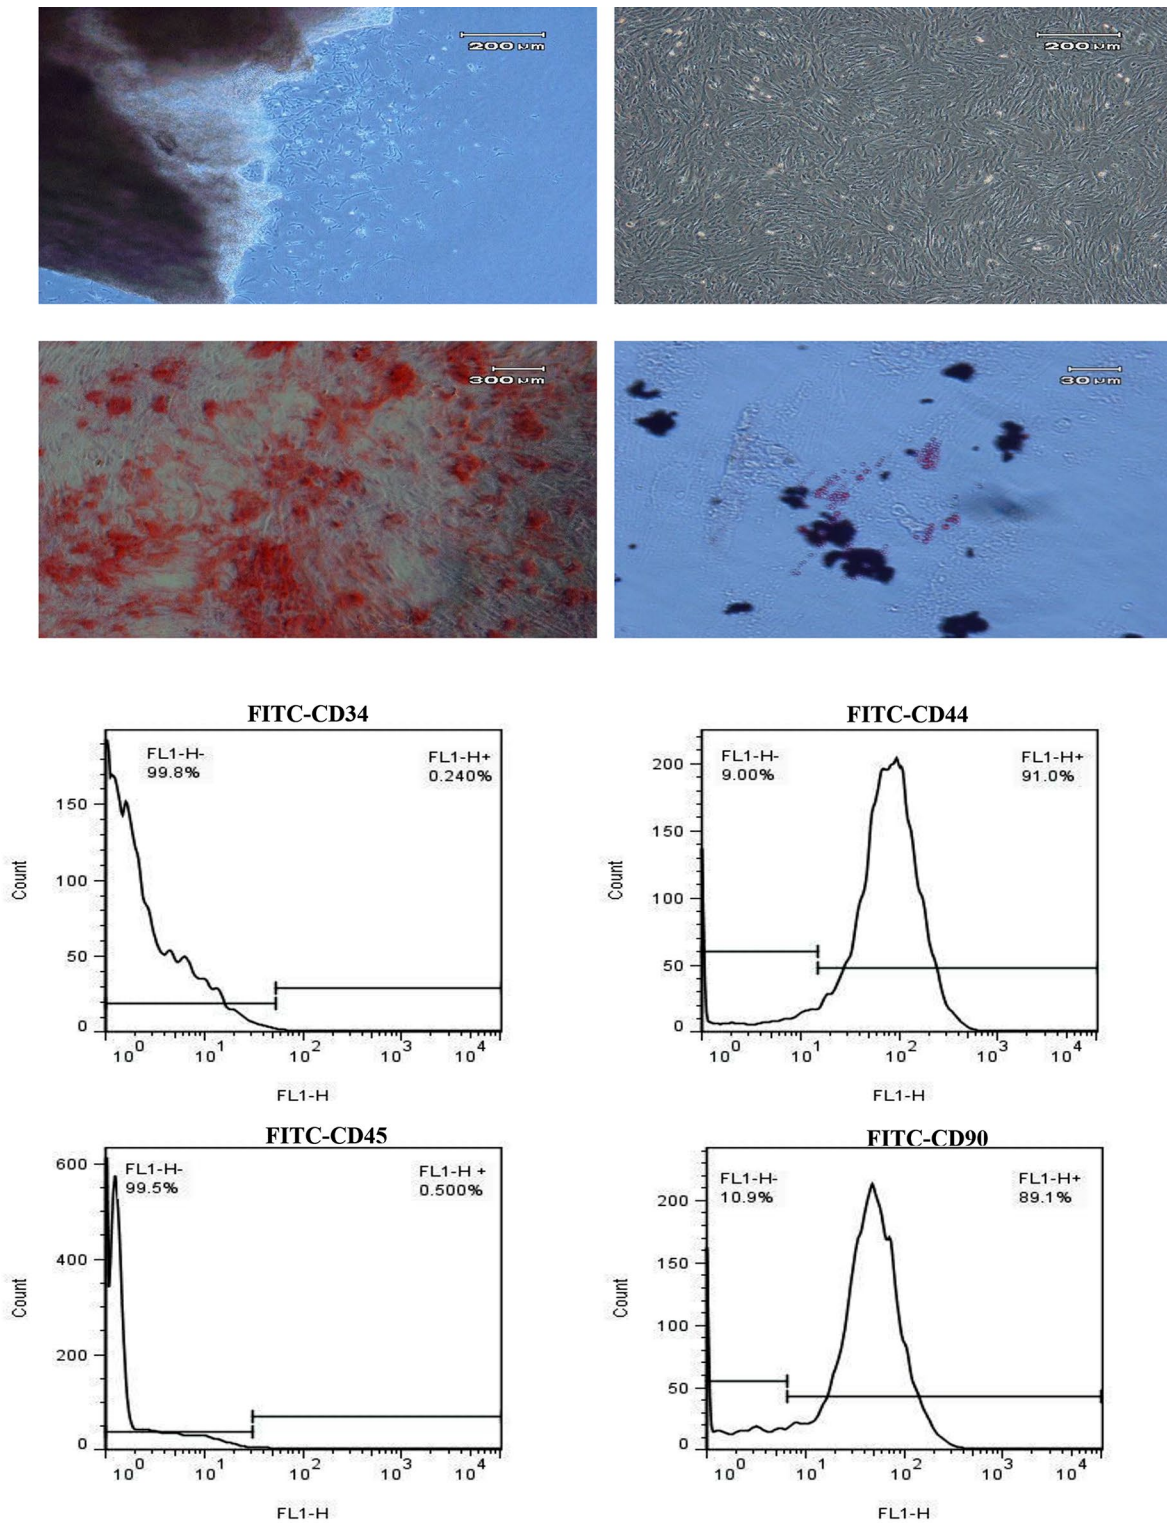 200 µm
200 µm
300 µm
30 µm
FITC-CD34
FL1-H-
99.8%
FL1-H+
0.240%
150
100
50
0
Count
10^0 10^1 10^2 10^3 10^4
FL1-H
FITC-CD44
FL1-H-
9.00%
FL1-H+
91.0%
200
150
100
50
0
Count
10^0 10^1 10^2 10^3 10^4
FL1-H
FITC-CD45
FL1-H-
99.5%
FL1-H +
0.500%
600
400
200
0
Count
10^0 10^1 10^2 10^3 10^4
FL1-H
FITC-CD90
FL1-H-
10.9%
FL1-H+
89.1%
200
150
100
50
0
Count
10^0 10^1 10^2 10^3 10^4
FL1-H